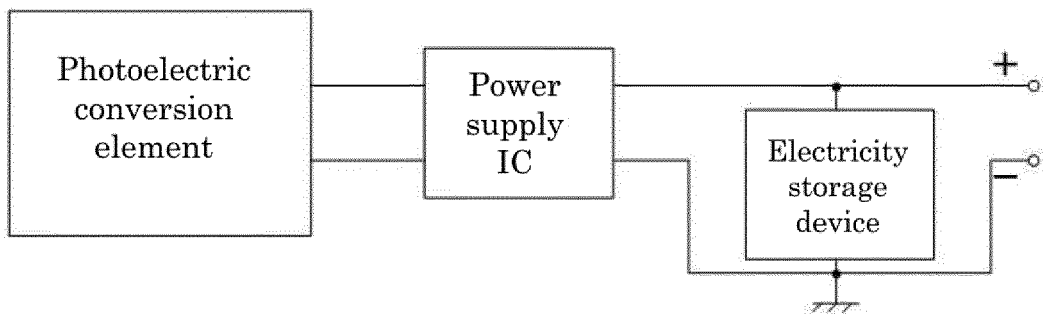 Photoelectric
conversion
element
Power
supply
IC
+
Electricity
storage
device
−